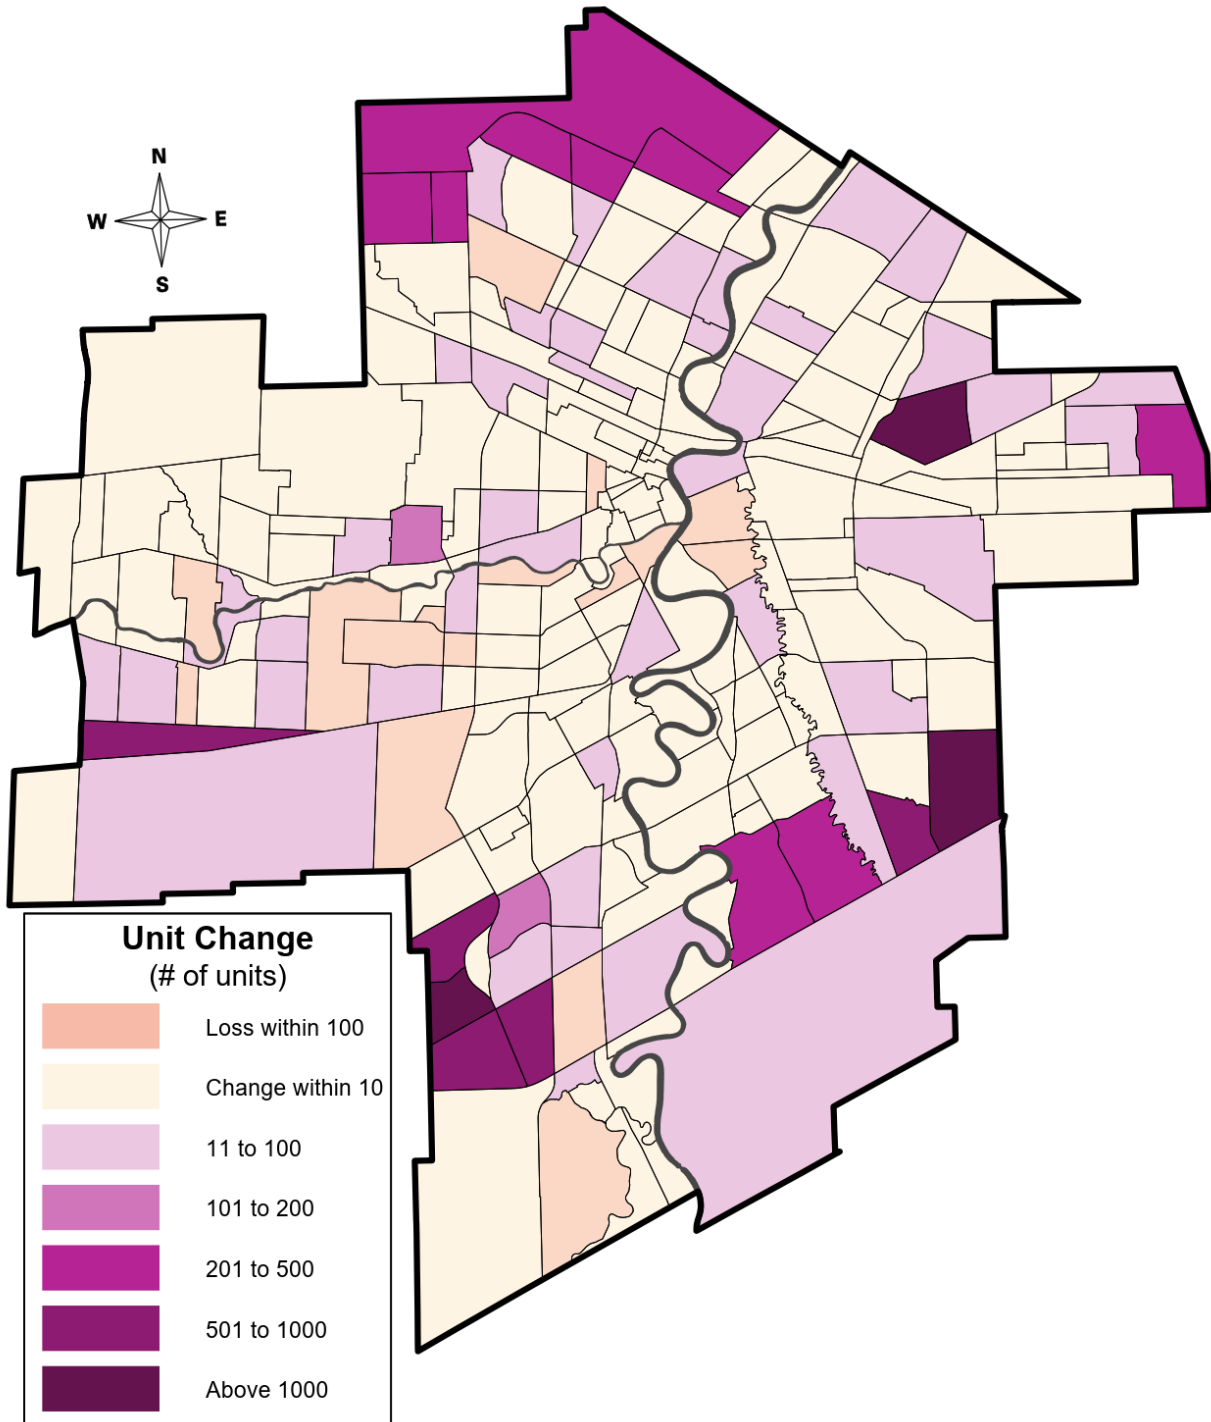 N
W E
S
Unit Change
(# of units)
Loss within 100
Change within 10
11 to 100
101 to 200
201 to 500
501 to 1000
Above 1000